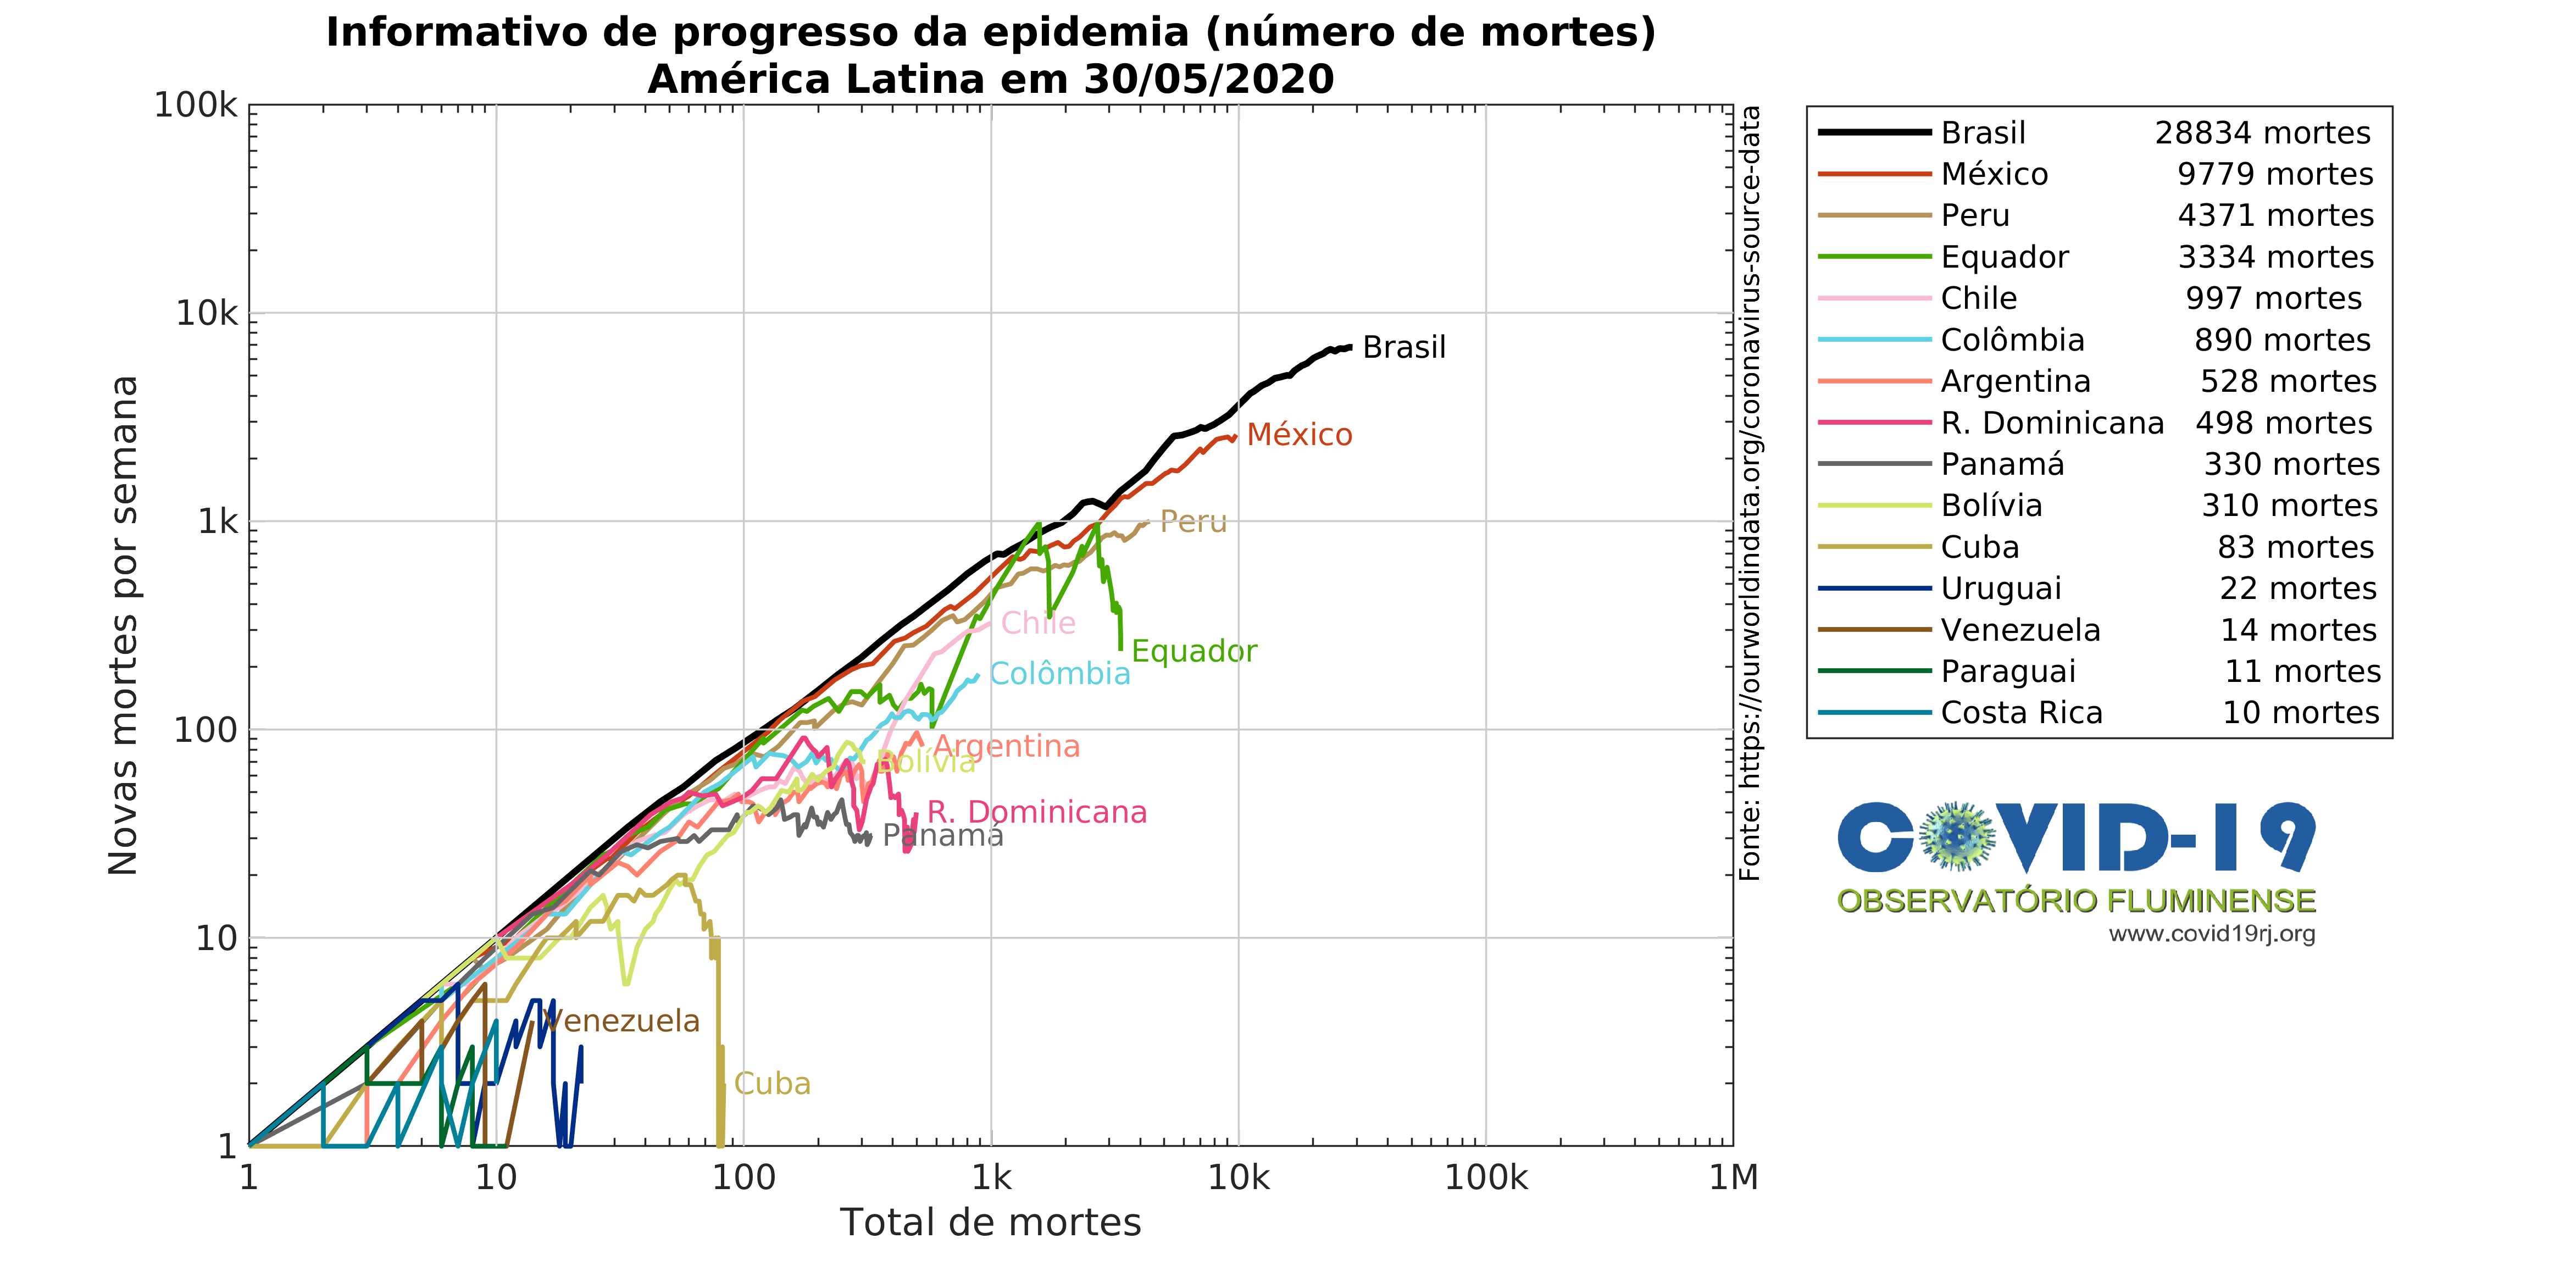 Informativo de progresso da epidemia (número de mortes)
América Latina em 30/05/2020
100k
10k
1k
100
10
1
Novas mortes por semana
1
10
100
1k
10k
100k
1M
Total de mortes
Brasil
México
Peru
Chile
Equador
Colômbia
Argentina
Bolívia
R. Dominicana
Panamá
Venezuela
Cuba
Fonte: https://ourworldindata.org/coronavirus-source-data
Brasil 28834 mortes
México 9779 mortes
Peru 4371 mortes
Equador 3334 mortes
Chile 997 mortes
Colômbia 890 mortes
Argentina 528 mortes
R. Dominicana 498 mortes
Panamá 330 mortes
Bolívia 310 mortes
Cuba 83 mortes
Uruguai 22 mortes
Venezuela 14 mortes
Paraguai 11 mortes
Costa Rica 10 mortes
COVID-19
OBSERVATÓRIO FLUMINENSE
www.covid19rj.org